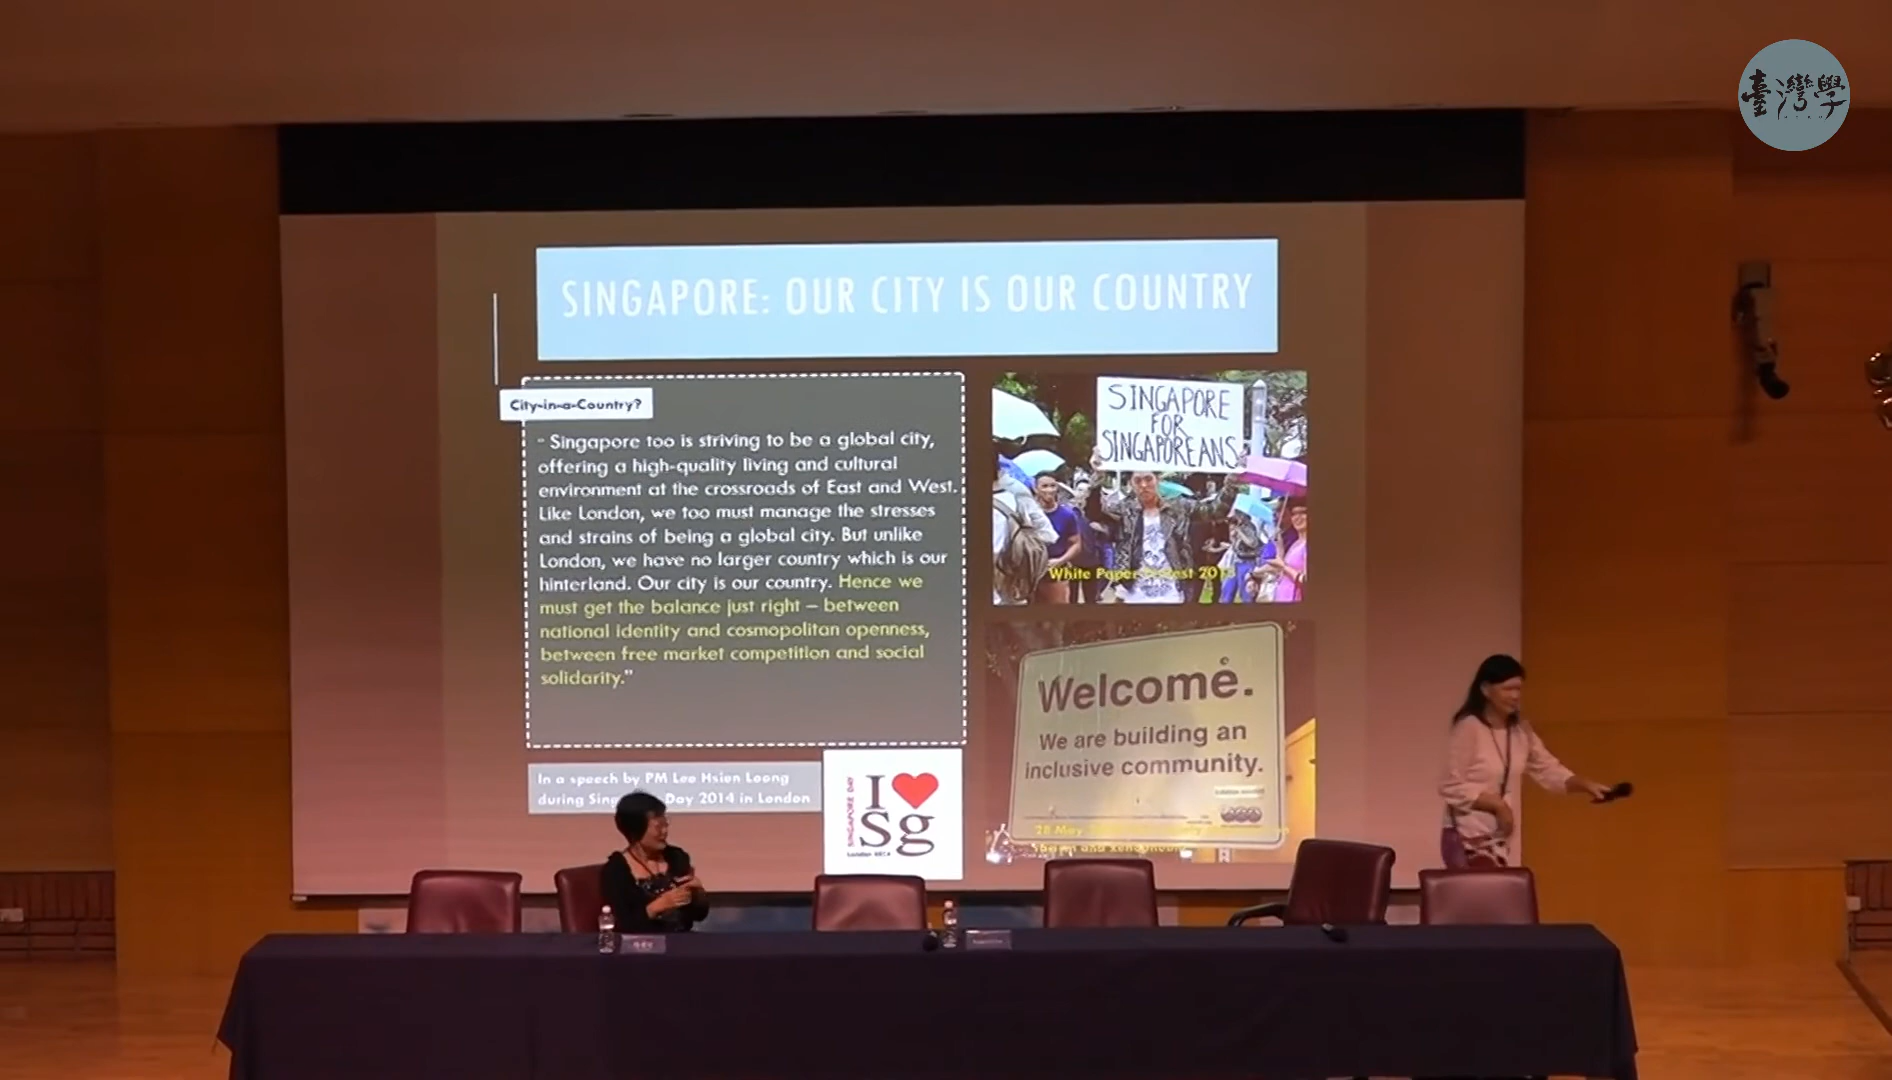 臺灣學
SINGAPORE: OUR CITY IS OUR COUNTRY
City-in-a-Country?
" Singapore too is striving to be a global city,
offering a high-quality living and cultural
environment at the crossroads of East and West.
Like London, we too must manage the stresses
and strains of being a global city. But unlike
London, we have no larger country which is our
hinterland. Our city is our country. Hence we
must get the balance just right – between
national identity and cosmopolitan openness,
between free market competition and social
solidarity."
In a speech by PM Lee Hsien Loong
during Day 2014 in London
SINGAPORE DAY
I ♥
Sg
SINGAPORE
FOR
SINGAPOREANS
White Paper
Welcome.
We are building an
inclusive community.
28 May